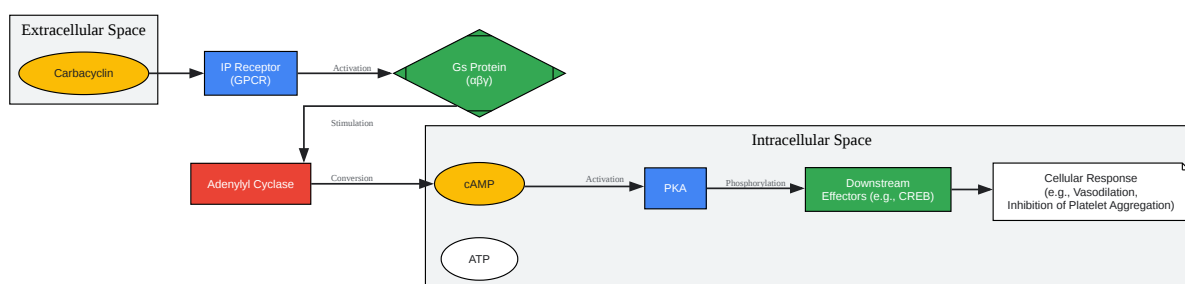 Extracellular Space
Carbacyclin
IP Receptor
(GPCR)
Activation
Gs Protein
(αβγ)
Stimulation
Intracellular Space
Adenylyl Cyclase
Conversion
cAMP
Activation
PKA
Phosphorylation
Downstream
Effectors (e.g., CREB)
Cellular Response
(e.g., Vasodilation,
Inhibition of Platelet Aggregation)
ATP